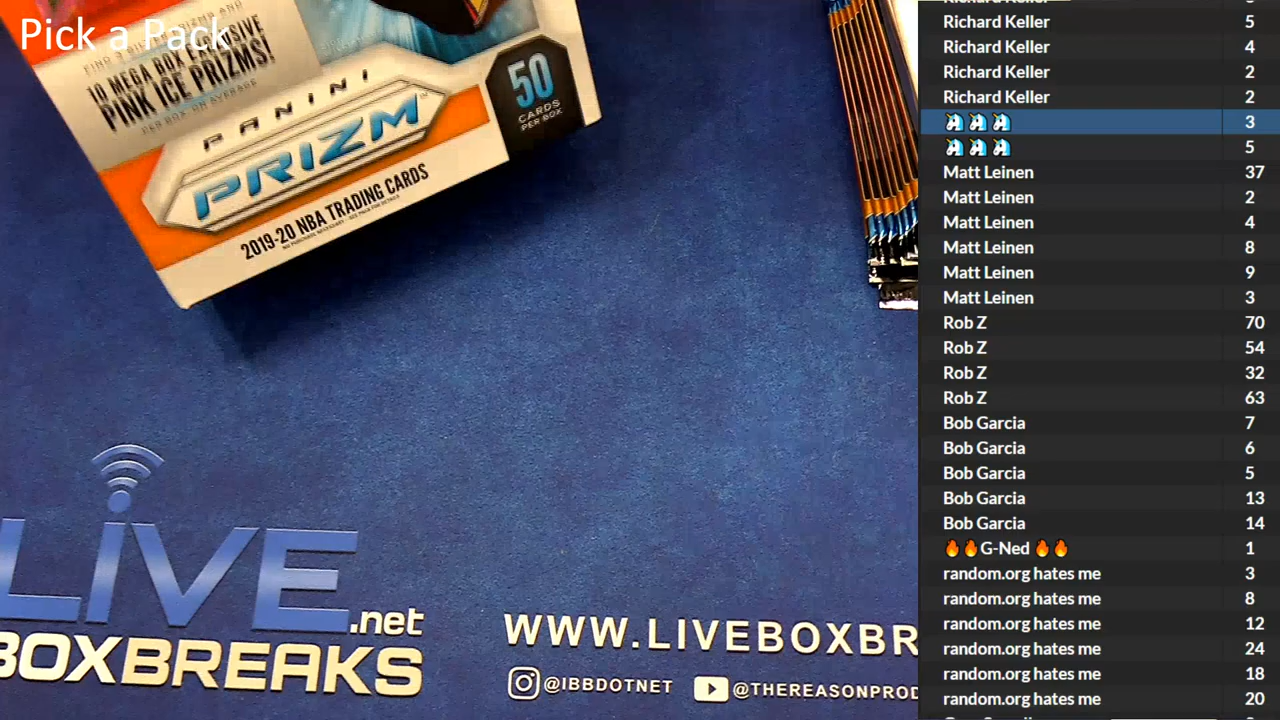 Pick a Pack
10 MEGA BOX EXCLUSIVE
PINK ICE PRIZMS!
PER BOX ON AVERAGE
PANINI
PRIZM
2019-20 NBA TRADING CARDS
50
CARDS
PER BOX
LIVE.net
BOXBREAKS
WWW.LIVEBOXBR
@IBBDOTNET
@THEREASONPROD
Richard Keller 5
Richard Keller 4
Richard Keller 2
Richard Keller 2
🦄🦄🦄 3
🦄🦄🦄 5
Matt Leinen 37
Matt Leinen 2
Matt Leinen 4
Matt Leinen 8
Matt Leinen 9
Matt Leinen 3
Rob Z 70
Rob Z 54
Rob Z 32
Rob Z 63
Bob Garcia 7
Bob Garcia 6
Bob Garcia 5
Bob Garcia 13
Bob Garcia 14
🔥🔥G-Ned 🔥🔥 1
random.org hates me 3
random.org hates me 8
random.org hates me 12
random.org hates me 24
random.org hates me 18
random.org hates me 20